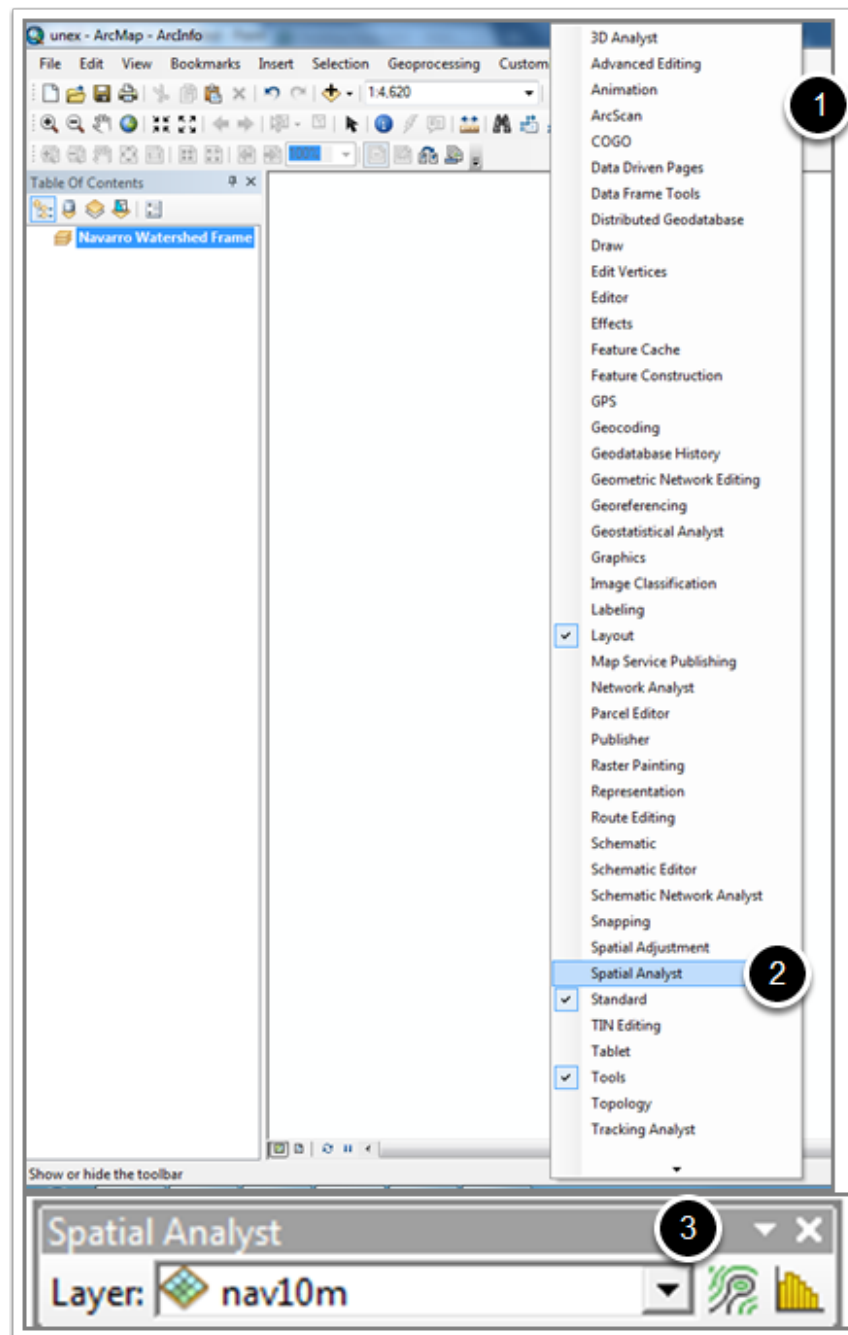 unex - ArcMap - ArcInfo
File Edit View Bookmarks Insert Selection Geoprocessing Custom
1:4,620
100%
Table Of Contents
Navarro Watershed Frame
3D Analyst
Advanced Editing
Animation
1
ArcScan
COGO
Data Driven Pages
Data Frame Tools
Distributed Geodatabase
Draw
Edit Vertices
Editor
Effects
Feature Cache
Feature Construction
GPS
Geocoding
Geodatabase History
Geometric Network Editing
Georeferencing
Geostatistical Analyst
Graphics
Image Classification
Labeling
Layout
Map Service Publishing
Network Analyst
Parcel Editor
Publisher
Raster Painting
Representation
Route Editing
Schematic
Schematic Editor
Schematic Network Analyst
Snapping
Spatial Adjustment
Spatial Analyst 2
Standard
TIN Editing
Tablet
Tools
Topology
Tracking Analyst
Show or hide the toolbar
Spatial Analyst 3
Layer: nav10m